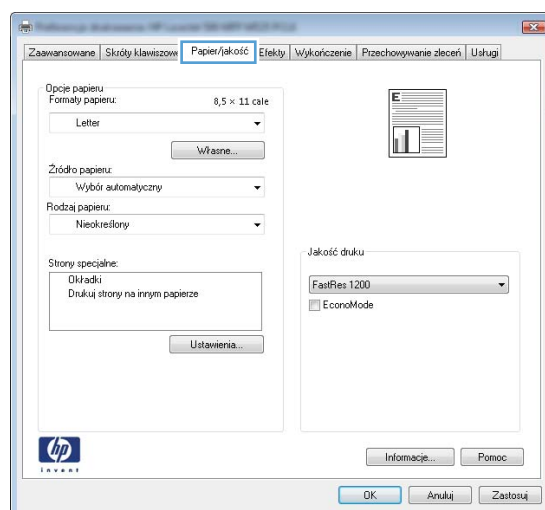 Zaawansowane Skróty klawiszowe Papier/jakość Efekty Wykończenie Przechowywanie zleceń Usługi
Opcje papieru
Formaty papieru: 8,5 × 11 cale
Letter
Własne...
Źródło papieru:
Wybór automatyczny
Rodzaj papieru:
Nieokreślony
Strony specjalne:
Okładki
Drukuj strony na innym papierze
Ustawienia...
E
Jakość druku
FastRes 1200
EconoMode
hp
invent
Informacje... Pomoc
OK Anuluj Zastosuj